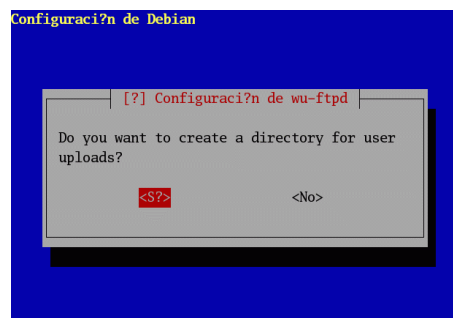 Configuraci?n de Debian
[?] Configuraci?n de wu-ftpd
Do you want to create a directory for user
uploads?
<S?> <No>